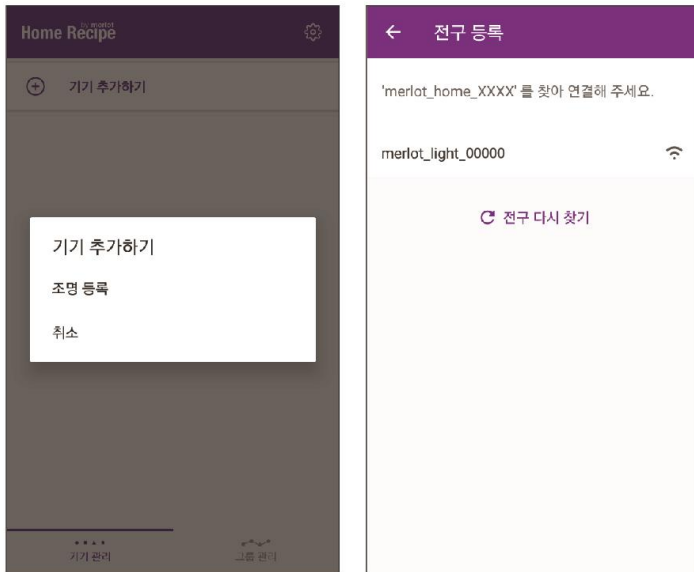 by merlot
Home Recipe
기기 추가하기
기기 추가하기
조명 등록
취소
기기 관리
그룹 관리
전구 등록
'merlot_home_XXXX' 를 찾아 연결해 주세요.
merlot_light_00000
전구 다시 찾기